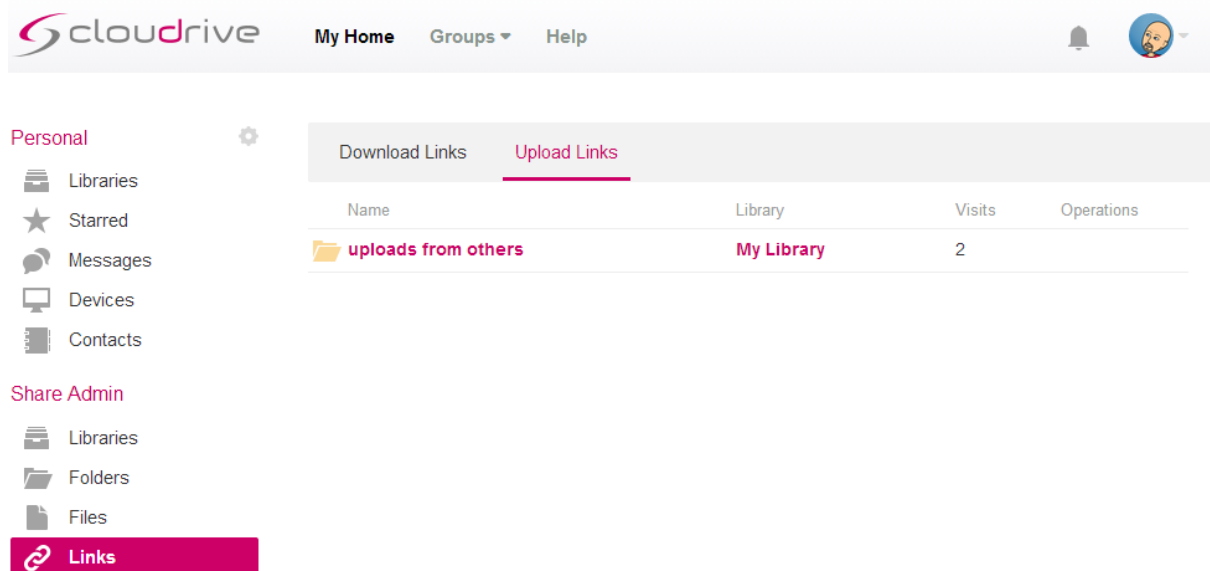 cloudrive My Home Groups Help
Personal
Download Links Upload Links
Libraries
Name Library Visits Operations
Starred
uploads from others My Library 2
Messages
Devices
Contacts
Share Admin
Libraries
Folders
Files
Links